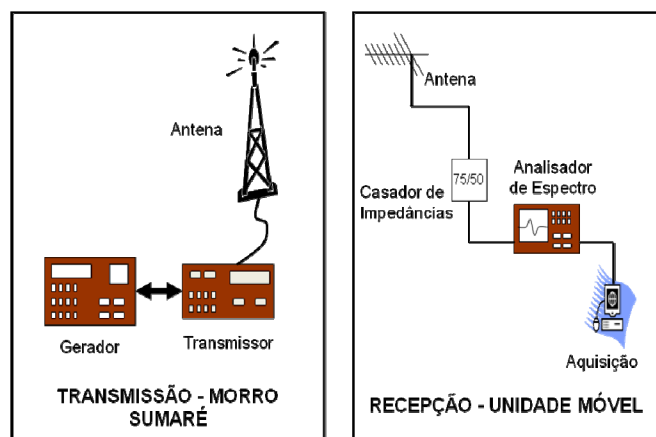 Antena
Gerador
Transmissor
TRANSMISSÃO - MORRO
SUMARÉ
Antena
75/50
Casador de
Impedâncias
Analisador
de Espectro
Aquisição
RECEPÇÃO - UNIDADE MÓVEL